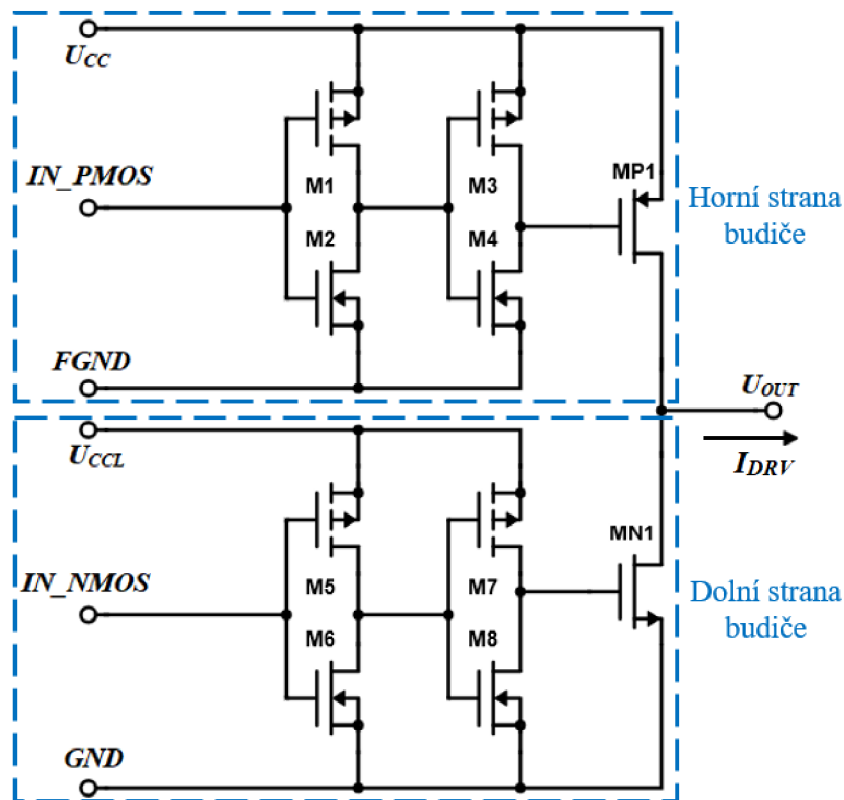 UCC
IN_PMOS
M1
M2
M3
M4
MP1
Horní strana
budiče
FGND
UOUT
IDRV
UCCL
IN_NMOS
M5
M6
M7
M8
MN1
Dolní strana
budiče
GND